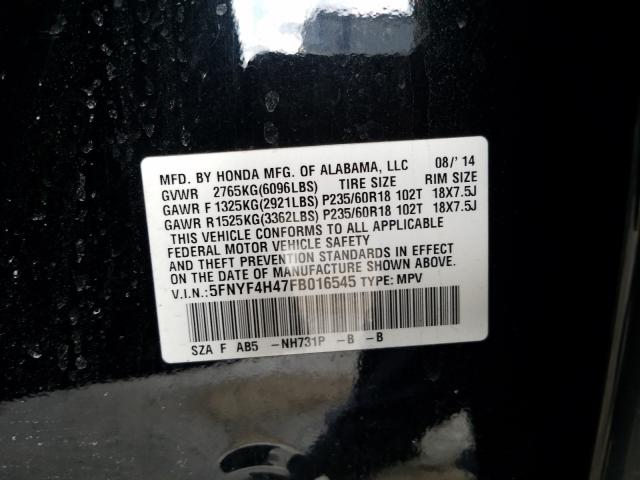 MFD. BY HONDA MFG. OF ALABAMA, LLC 08/'14
GVWR 2765KG(6096LBS) TIRE SIZE RIM SIZE
GAWR F 1325KG(2921LBS) P235/60R18 102T 18X7.5J
GAWR R1525KG(3362LBS) P235/60R18 102T 18X7.5J
THIS VEHICLE CONFORMS TO ALL APPLICABLE
FEDERAL MOTOR VEHICLE SAFETY
AND THEFT PREVENTION STANDARDS IN EFFECT
ON THE DATE OF MANUFACTURE SHOWN ABOVE.
V.I.N.:5FNYF4H47FB016545 TYPE: MPV
SZA F AB5 -NH731P -B -B